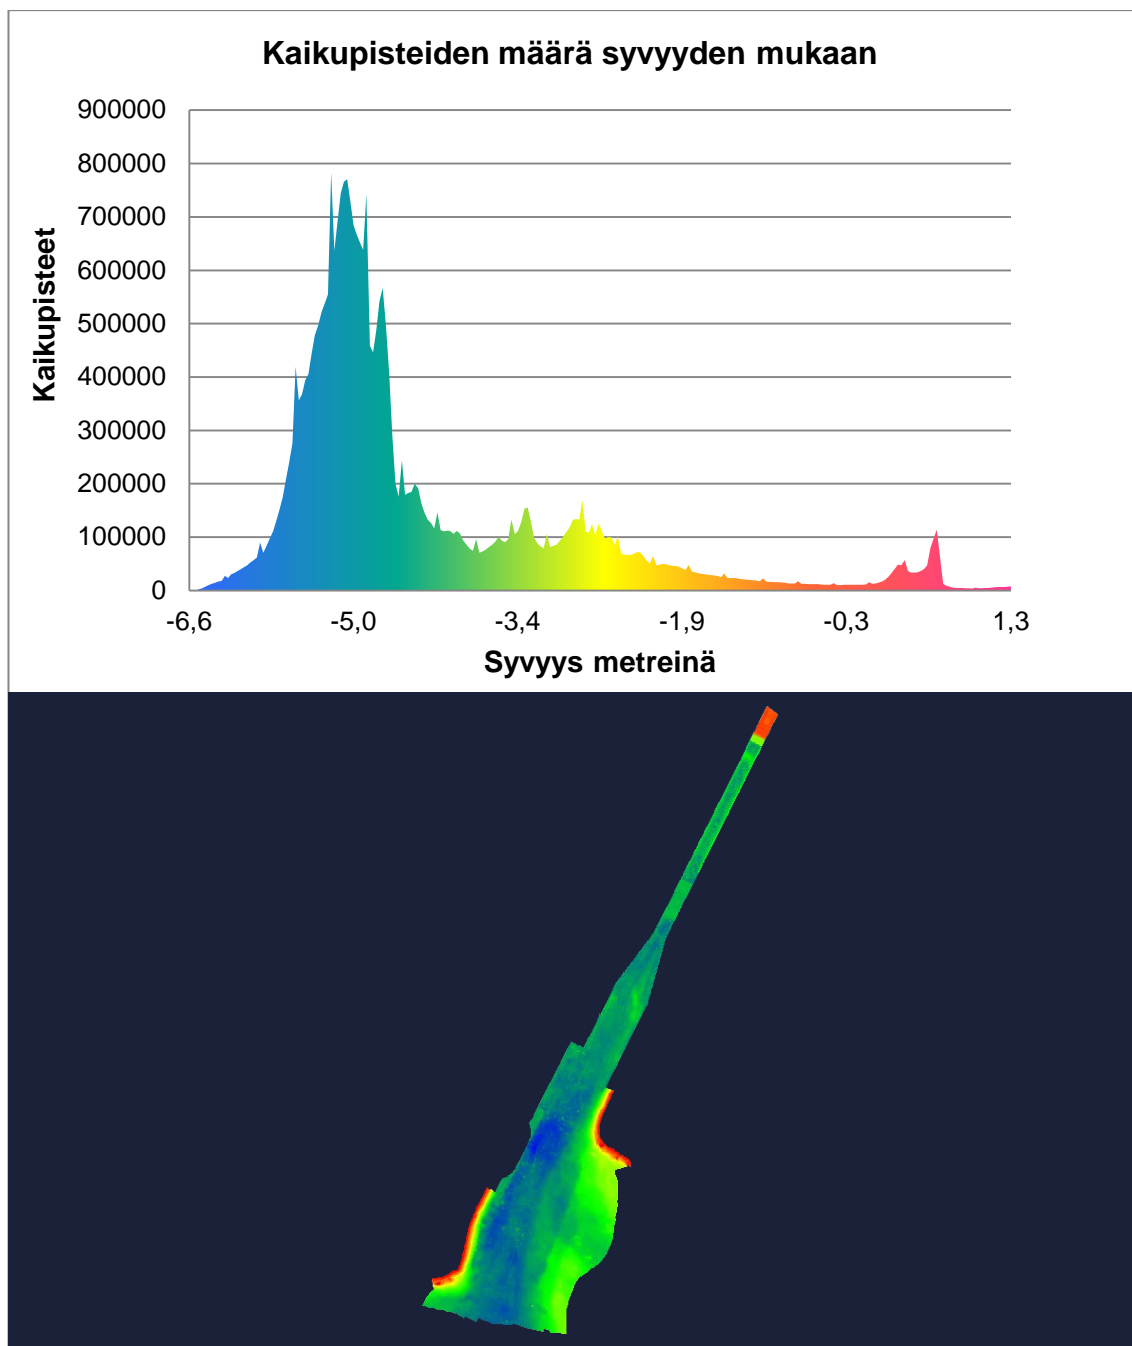 Kaikupisteiden määrä syvyyden mukaan
900000
800000
700000
600000
500000
400000
300000
200000
100000
0
Kaikupisteet
-6,6 -5,0 -3,4 -1,9 -0,3 1,3
Syvyys metreinä